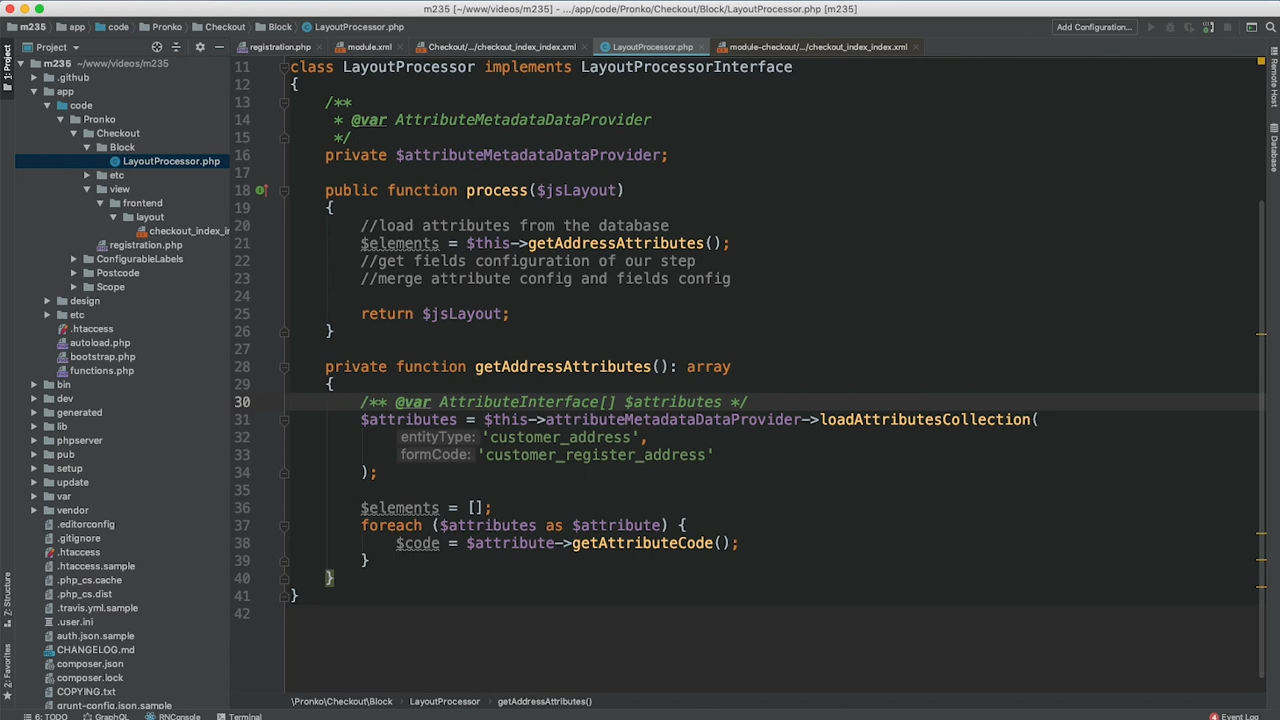 m235 [~/www/videos/m235] - .../app/code/Pronko/Checkout/Block/LayoutProcessor.php [m235]
m235 app code Pronko Checkout Block LayoutProcessor.php Add Configuration...
Project registration.php module.xml Checkout/.../checkout_index_index.xml LayoutProcessor.php module-checkout/.../checkout_index_index.xml
1: Project
Z: Structure
2: Favorites
Remote Host
Database
m235 ~/www/videos/m235
.github
app
code
Pronko
Checkout
Block
LayoutProcessor.php
etc
view
frontend
layout
checkout_index_in
registration.php
ConfigurableLabels
Postcode
Scope
design
etc
.htaccess
autoload.php
bootstrap.php
functions.php
bin
dev
generated
lib
phpserver
pub
setup
update
var
vendor
.editorconfig
.gitignore
.htaccess
.htaccess.sample
.php_cs.cache
.php_cs.dist
.travis.yml.sample
.user.ini
auth.json.sample
CHANGELOG.md
composer.json
composer.lock
COPYING.txt
grunt-config.json.sample
11 class LayoutProcessor implements LayoutProcessorInterface
12 {
13 /**
14 * @var AttributeMetadataDataProvider
15 */
16 private $attributeMetadataDataProvider;
17
18 public function process($jsLayout)
19 {
20 //load attributes from the database
21 $elements = $this->getAddressAttributes();
22 //get fields configuration of our step
23 //merge attribute config and fields config
24
25 return $jsLayout;
26 }
27
28 private function getAddressAttributes(): array
29 {
30 /** @var AttributeInterface[] $attributes */
31 $attributes = $this->attributeMetadataDataProvider->loadAttributesCollection(
32 entityType: 'customer_address',
33 formCode: 'customer_register_address'
34 );
35
36 $elements = [];
37 foreach ($attributes as $attribute) {
38 $code = $attribute->getAttributeCode();
39 }
40 }
41 }
42
\Pronko\Checkout\Block LayoutProcessor getAddressAttributes()
6: TODO GraphQL RNConsole Terminal 4 Event Log